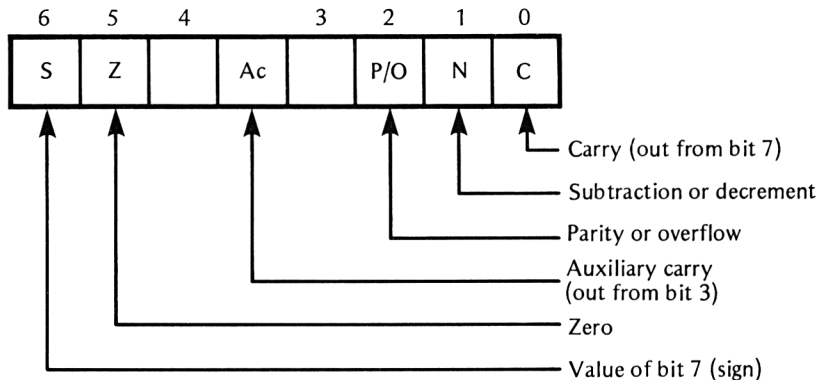 6 5 4 3 2 1 0
S Z Ac P/O N C
Carry (out from bit 7)
Subtraction or decrement
Parity or overflow
Auxiliary carry
(out from bit 3)
Zero
Value of bit 7 (sign)